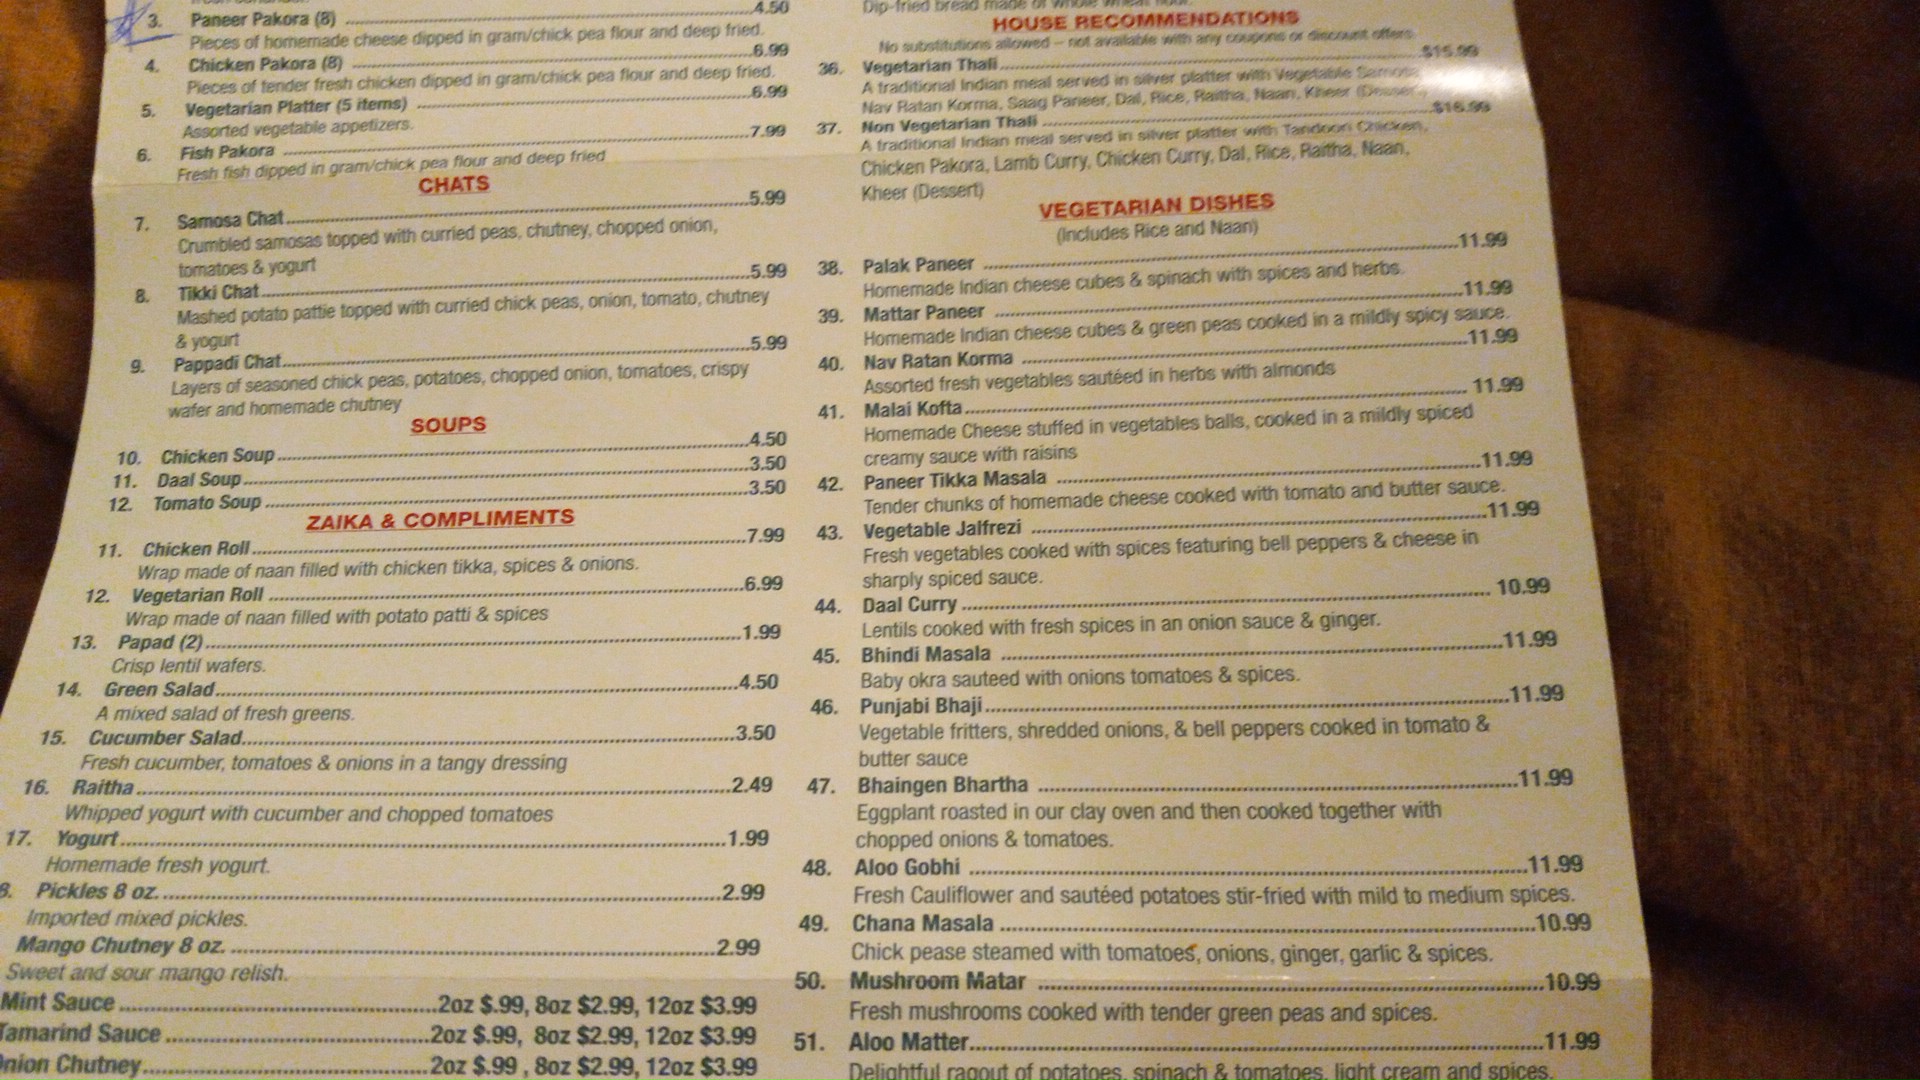 4.50
3. Paneer Pakora (8)
Pieces of homemade cheese dipped in gram/chick pea flour and deep fried.
6.99
4. Chicken Pakora (8)
Pieces of tender fresh chicken dipped in gram/chick pea flour and deep fried.
6.99
5. Vegetarian Platter (5 items)
Assorted vegetable appetizers.
7.99
6. Fish Pakora
Fresh fish dipped in gram/chick pea flour and deep fried
CHATS
7. Samosa Chat 5.99
Crumbled samosas topped with curried peas, chutney, chopped onion,
tomatoes & yogurt
8. Tikki Chat 5.99
Mashed potato pattie topped with curried chick peas, onion, tomato, chutney
& yogurt
9. Pappadi Chat 5.99
Layers of seasoned chick peas, potatoes, chopped onion, tomatoes, crispy
wafer and homemade chutney
SOUPS
10. Chicken Soup 4.50
11. Daal Soup 3.50
12. Tomato Soup 3.50
ZAIKA & COMPLIMENTS
11. Chicken Roll 7.99
Wrap made of naan filled with chicken tikka, spices & onions.
12. Vegetarian Roll 6.99
Wrap made of naan filled with potato patti & spices
13. Papad (2) 1.99
Crisp lentil wafers.
14. Green Salad 4.50
A mixed salad of fresh greens.
15. Cucumber Salad 3.50
Fresh cucumber, tomatoes & onions in a tangy dressing
16. Raitha 2.49
Whipped yogurt with cucumber and chopped tomatoes
17. Yogurt 1.99
Homemade fresh yogurt.
8. Pickles 8 oz. 2.99
Imported mixed pickles.
Mango Chutney 8 oz. 2.99
Sweet and sour mango relish.
Mint Sauce 2oz $.99, 8oz $2.99, 12oz $3.99
Tamarind Sauce 2oz $.99, 8oz $2.99, 12oz $3.99
nion Chutney 2oz $.99 , 8oz $2.99, 12oz $3.99
Dip-fried bread made of whole wheat flour.
HOUSE RECOMMENDATIONS
No substitutions allowed – not available with any coupons or discount offers
36. Vegetarian Thali $15.99
A traditional Indian meal served in silver platter with Vegetable Samosa,
Nav Ratan Korma, Saag Paneer, Dal, Rice, Raitha, Naan, Kheer (Dessert)
37. Non Vegetarian Thali $16.99
A traditional Indian meal served in silver platter with Tandoori Chicken,
Chicken Pakora, Lamb Curry, Chicken Curry, Dal, Rice, Raitha, Naan,
Kheer (Dessert)
VEGETARIAN DISHES
(Includes Rice and Naan)
38. Palak Paneer 11.99
Homemade Indian cheese cubes & spinach with spices and herbs.
39. Mattar Paneer 11.99
Homemade Indian cheese cubes & green peas cooked in a mildly spicy sauce.
40. Nav Ratan Korma 11.99
Assorted fresh vegetables sautéed in herbs with almonds
41. Malai Kofta 11.99
Homemade Cheese stuffed in vegetables balls, cooked in a mildly spiced
creamy sauce with raisins
42. Paneer Tikka Masala 11.99
Tender chunks of homemade cheese cooked with tomato and butter sauce.
43. Vegetable Jalfrezi 11.99
Fresh vegetables cooked with spices featuring bell peppers & cheese in
sharply spiced sauce.
44. Daal Curry 10.99
Lentils cooked with fresh spices in an onion sauce & ginger.
45. Bhindi Masala 11.99
Baby okra sauteed with onions tomatoes & spices.
46. Punjabi Bhaji 11.99
Vegetable fritters, shredded onions, & bell peppers cooked in tomato &
butter sauce
47. Bhaingen Bhartha 11.99
Eggplant roasted in our clay oven and then cooked together with
chopped onions & tomatoes.
48. Aloo Gobhi 11.99
Fresh Cauliflower and sautéed potatoes stir-fried with mild to medium spices.
49. Chana Masala 10.99
Chick pease steamed with tomatoes, onions, ginger, garlic & spices.
50. Mushroom Matar 10.99
Fresh mushrooms cooked with tender green peas and spices.
51. Aloo Matter 11.99
Delightful ragout of potatoes, spinach & tomatoes, light cream and spices.